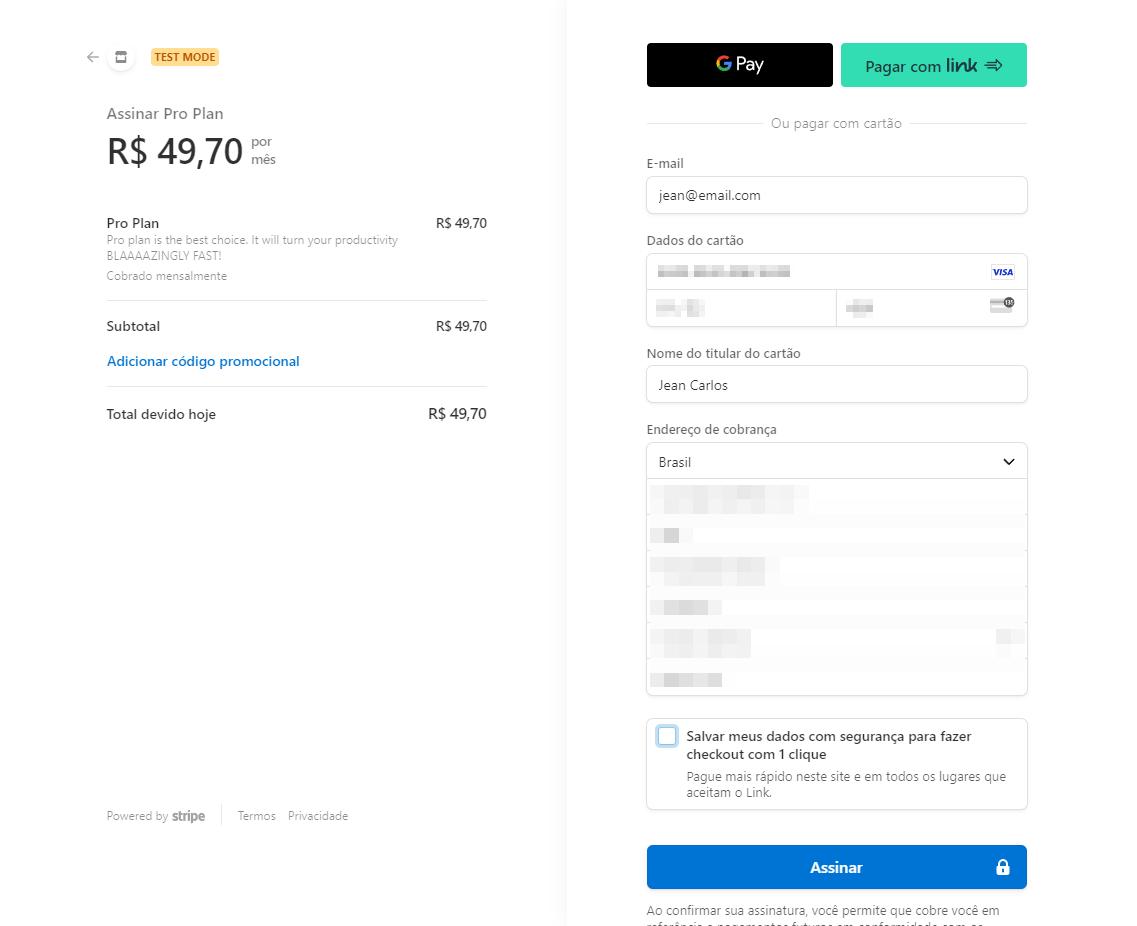 TEST MODE
Assinar Pro Plan
R$ 49,70 por
mês
Pro Plan R$ 49,70
Pro plan is the best choice. It will turn your productivity
BLAAAAZINGLY FAST!
Cobrado mensalmente
Subtotal R$ 49,70
Adicionar código promocional
Total devido hoje R$ 49,70
Powered by stripe Termos Privacidade
G Pay Pagar com link
Ou pagar com cartão
E-mail
jean@email.com
Dados do cartão
VISA
135
Nome do titular do cartão
Jean Carlos
Endereço de cobrança
Brasil
Salvar meus dados com segurança para fazer
checkout com 1 clique
Pague mais rápido neste site e em todos os lugares que
aceitam o Link.
Assinar
Ao confirmar sua assinatura, você permite que cobre você em